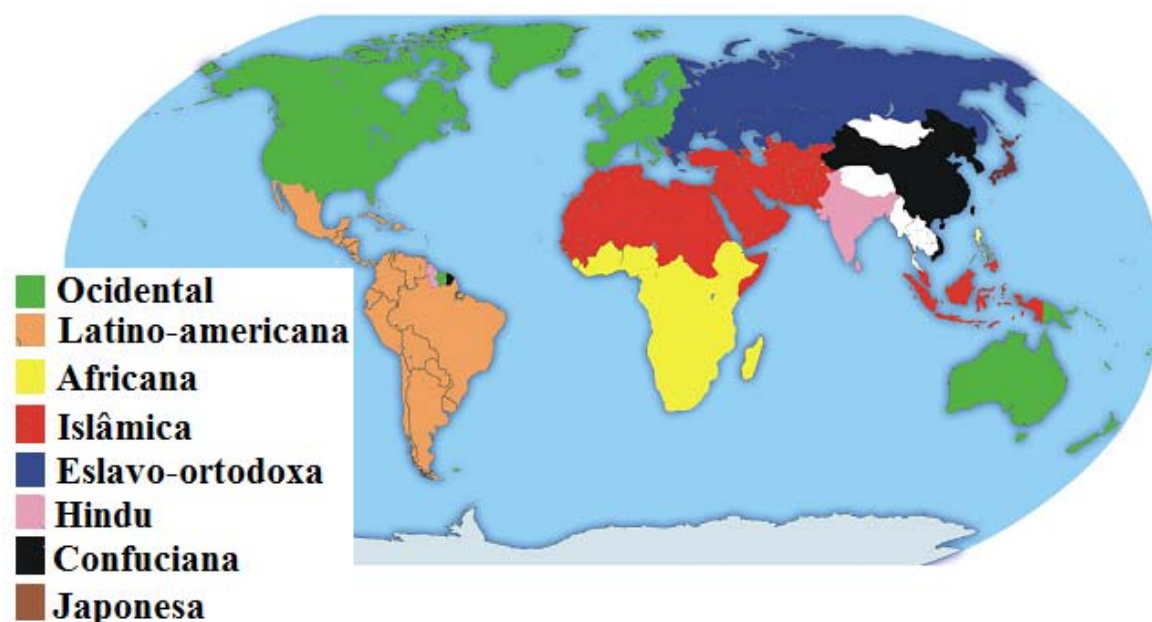 Ocidental
Latino-americana
Africana
Islâmica
Eslavo-ortodoxa
Hindu
Confuciana
Japonesa